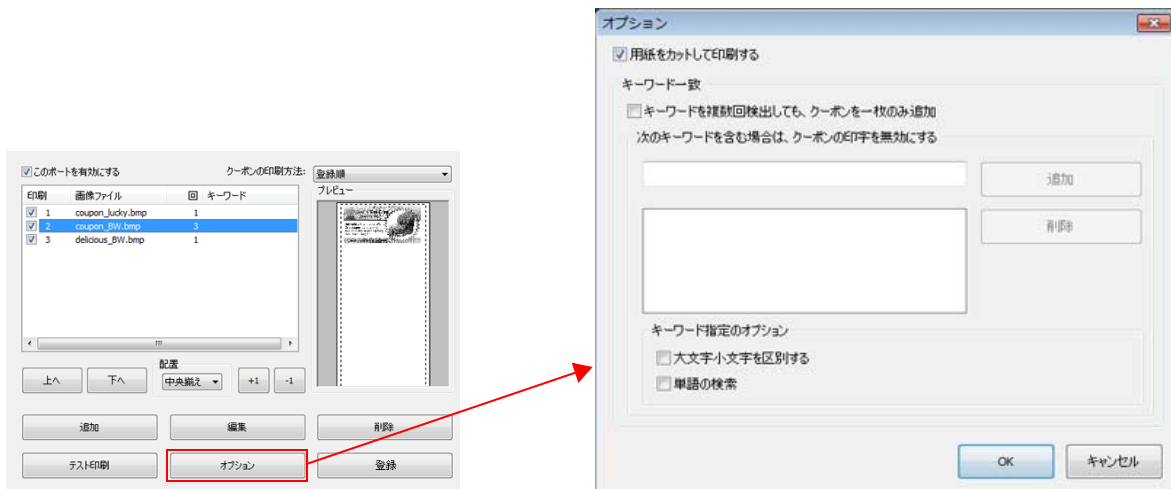 このポートを有効にする
クーポンの印刷方法:
登録順
印刷 画像ファイル 回 キーワード
1 coupon_lucky.bmp 1
2 coupon_BW.bmp 3
3 delicious_BW.bmp 1
プレビュー
上へ
下へ
配置
中央揃え
+1
-1
追加
編集
削除
テスト印刷
オプション
登録
オプション
用紙をカットして印刷する
キーワード一致
キーワードを複数回検出しても、クーポンを一枚のみ追加
次のキーワードを含む場合は、クーポンの印字を無効にする
追加
削除
キーワード指定のオプション
大文字小文字を区別する
単語の検索
OK
キャンセル